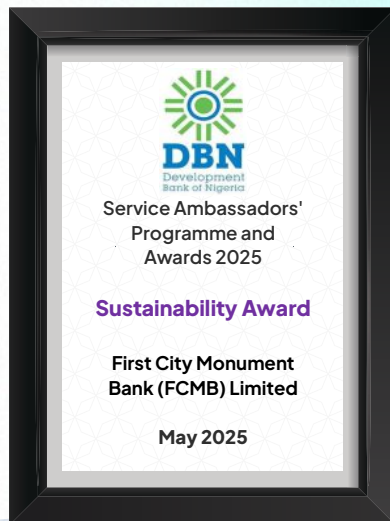 DBN
Development
Bank of Nigeria
Service Ambassadors'
Programme and
Awards 2025
Sustainability Award
First City Monument
Bank (FCMB) Limited
May 2025